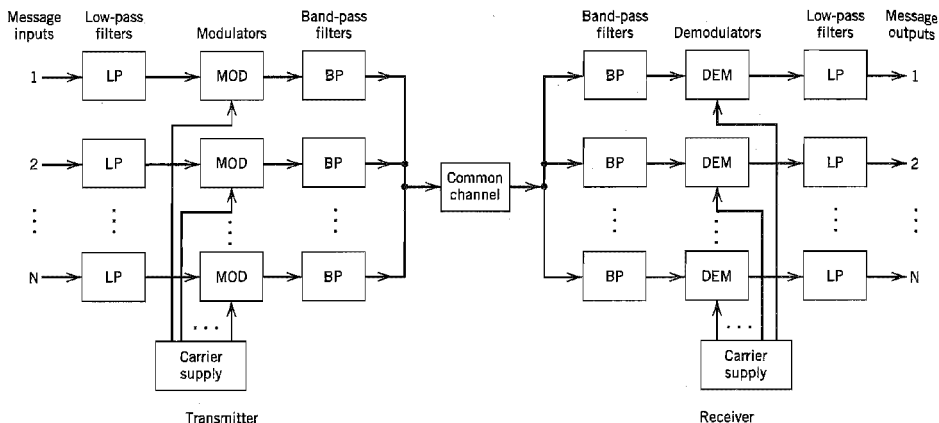 Message inputs
Low-pass filters
Modulators
Band-pass filters
Band-pass filters
Demodulators
Low-pass filters
Message outputs
1
LP
MOD
BP
BP
DEM
LP
1
2
LP
MOD
BP
Common channel
BP
DEM
LP
2
N
LP
MOD
BP
BP
DEM
LP
N
Carrier supply
Carrier supply
Transmitter
Receiver